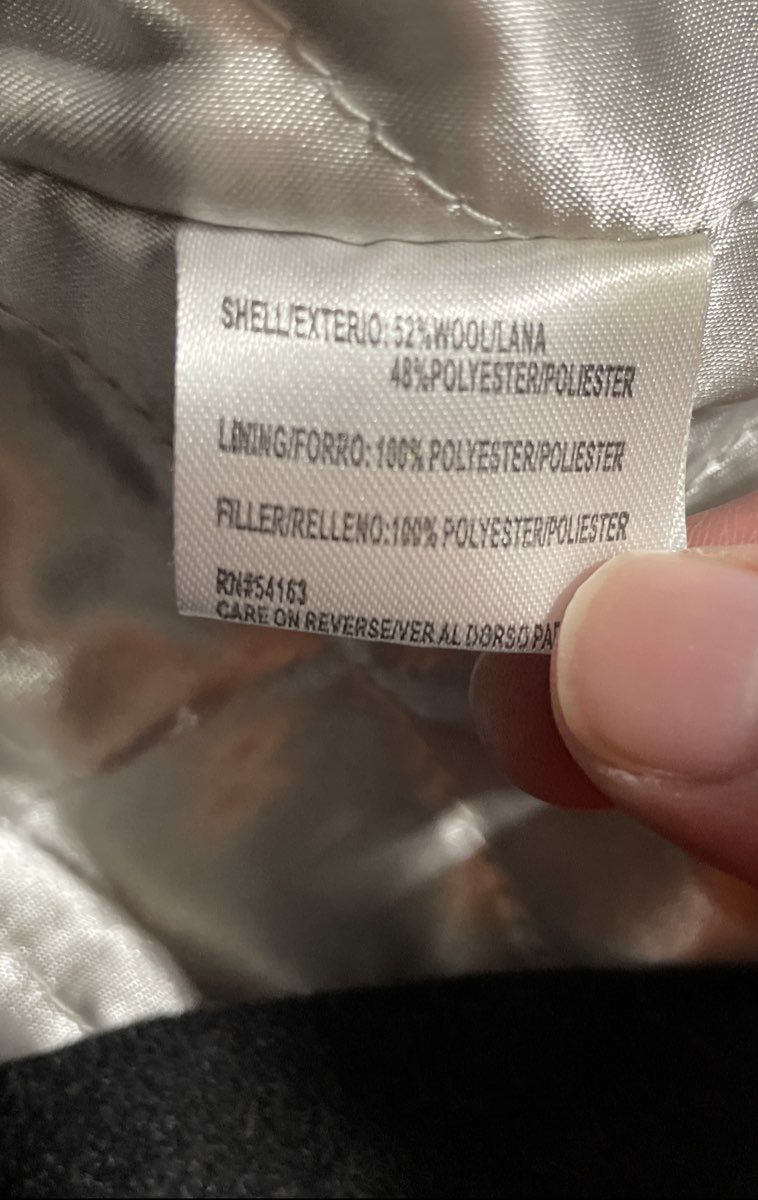 SHELL/EXTERIO: 52%WOOL/LANA
48%POLYESTER/POLIESTER
LINING/FORRO: 100% POLYESTER/POLIESTER
FILLER/RELLENO:100% POLYESTER/POLIESTER
RN#54163
CARE ON REVERSE/VER AL DORSO